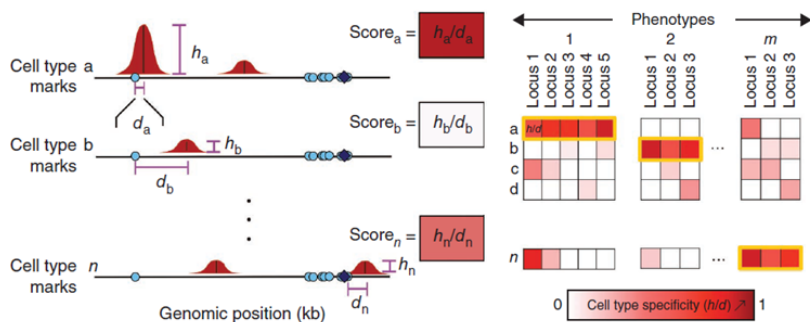 Cell type a
marks
h_a
d_a
Score_a = h_a/d_a
Cell type b
marks
h_b
d_b
Score_b = h_b/d_b
Cell type n
marks
h_n
d_n
Score_n = h_n/d_n
Genomic position (kb)
Phenotypes
1 2 m
Locus 1 Locus 2 Locus 3 Locus 4 Locus 5 Locus 1 Locus 2 Locus 3 Locus 1 Locus 2 Locus 3
a h/d
b ...
c
d
n ...
0 Cell type specificity (h/d) ↗ 1